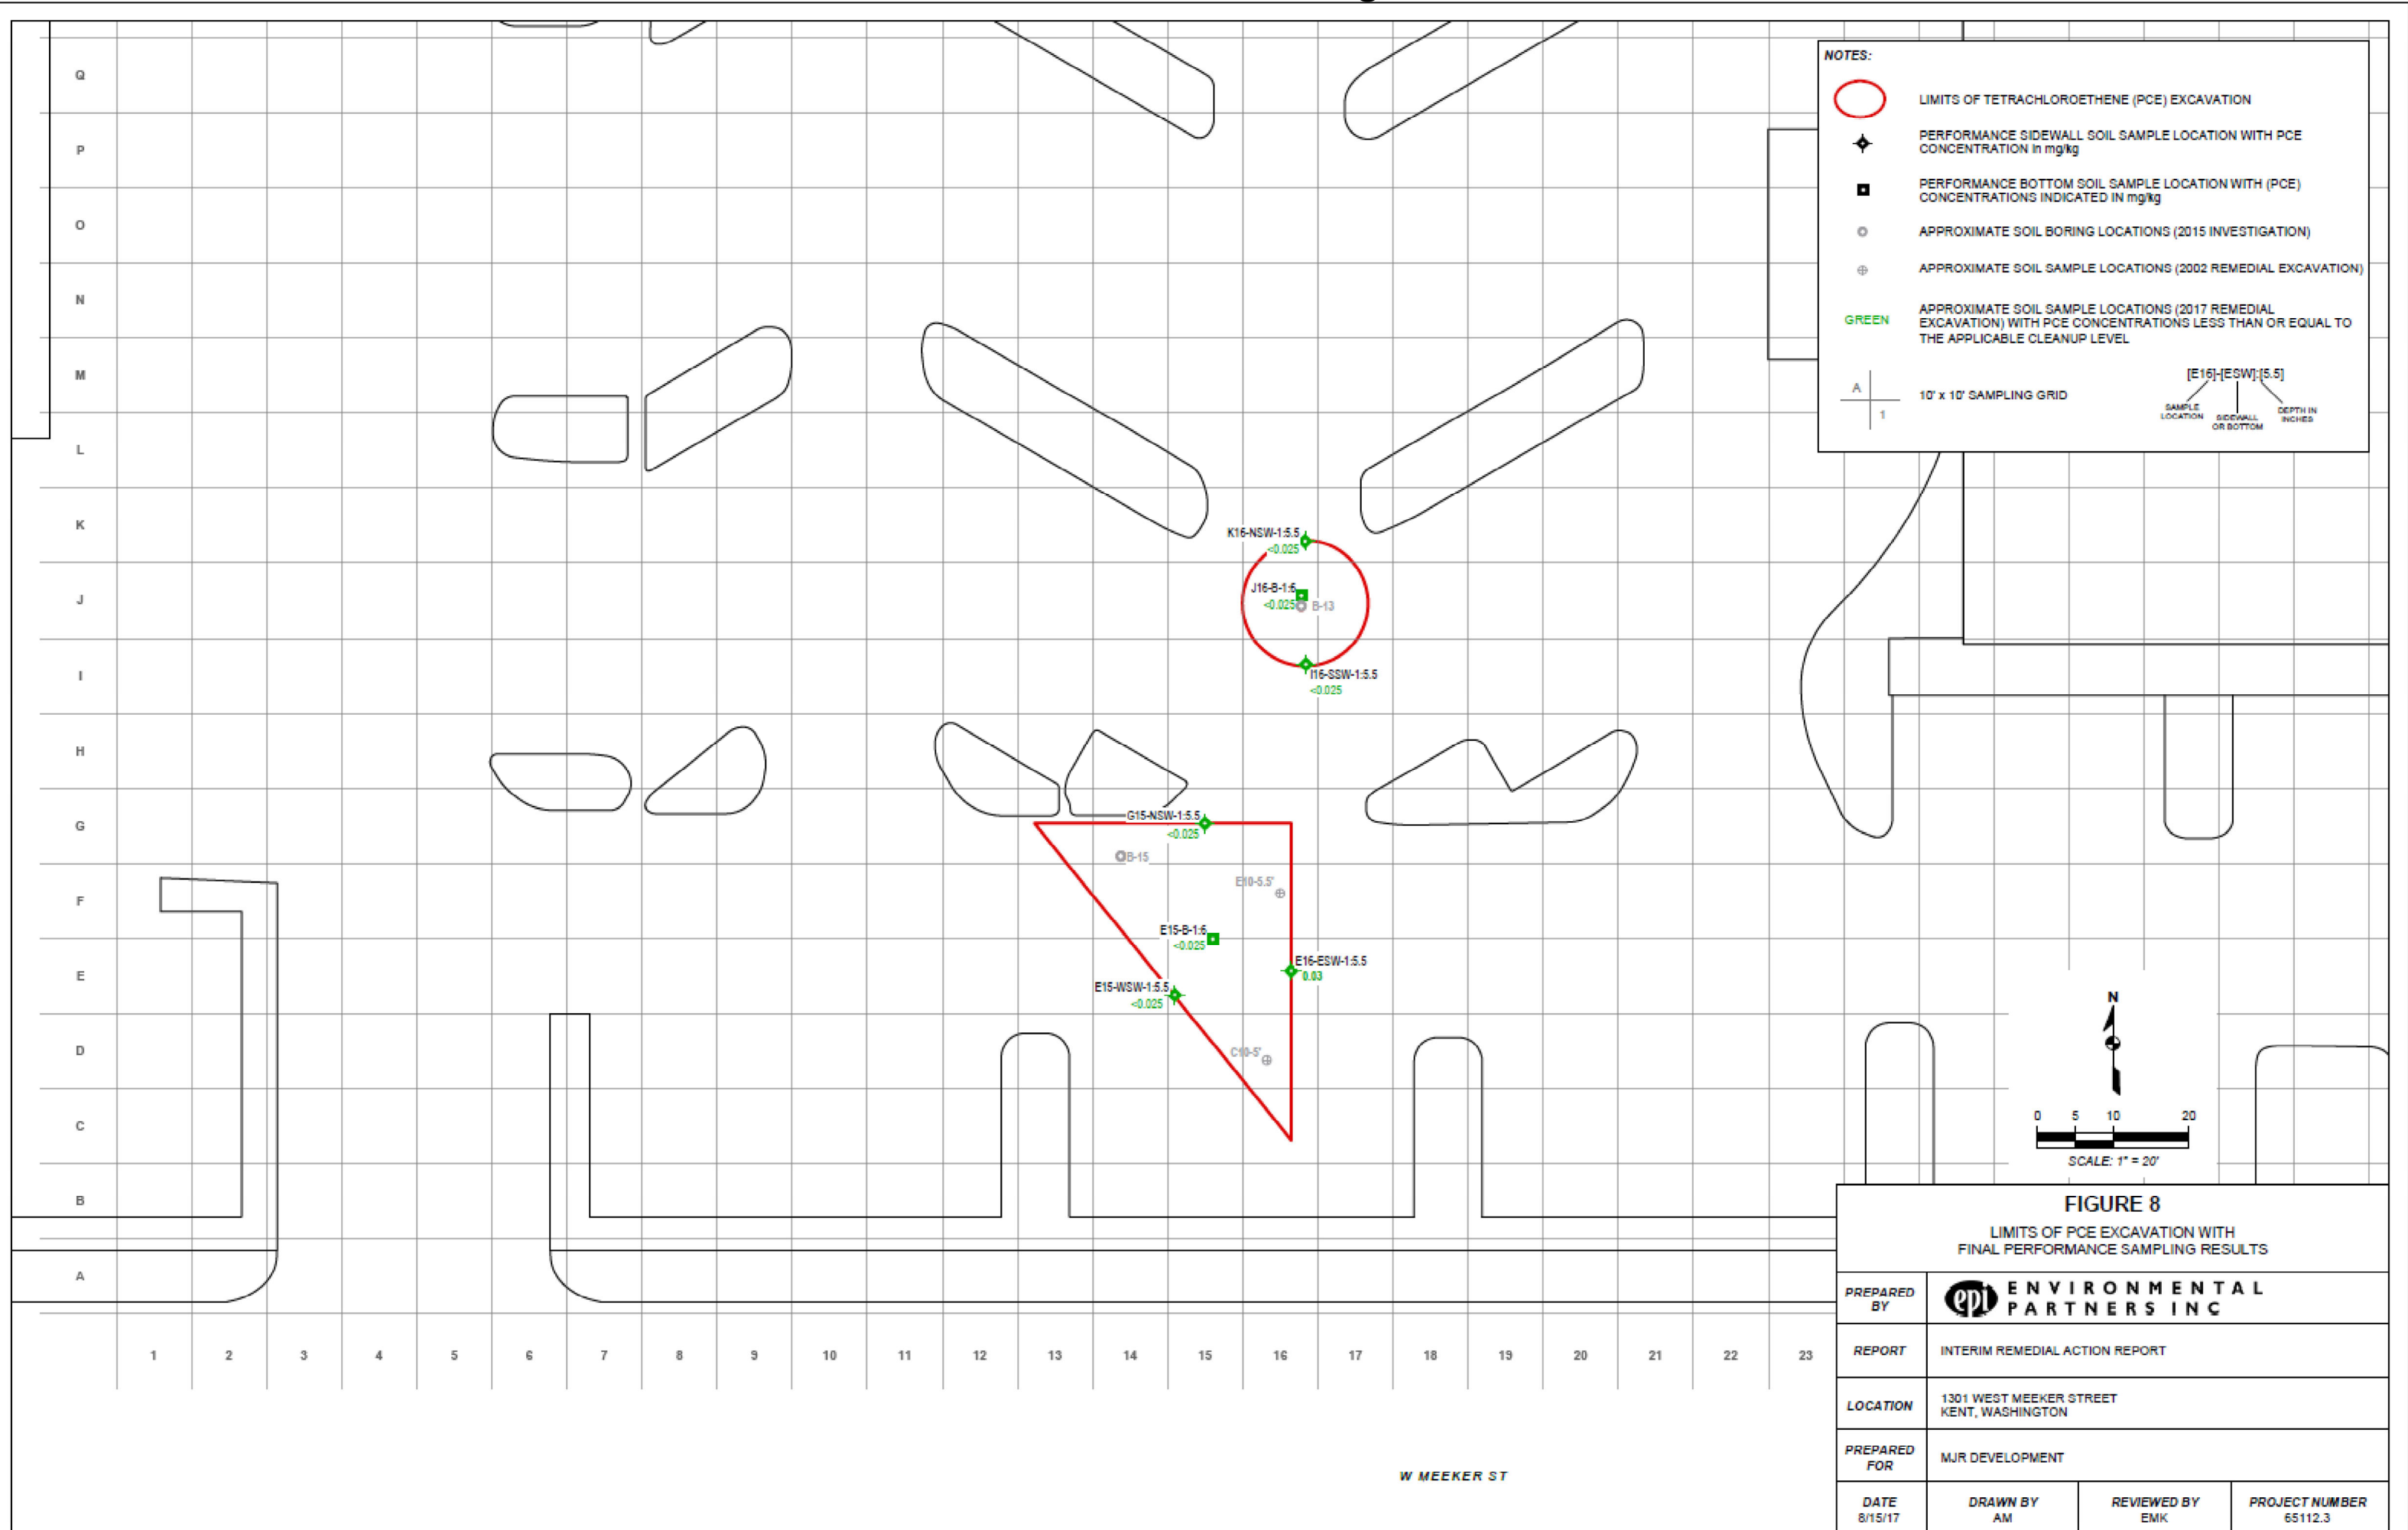 Q
P
O
N
M
L
K
J
I
H
G
F
E
D
C
B
A
1 2 3 4 5 6 7 8 9 10 11 12 13 14 15 16 17 18 19 20 21 22 23
K16-NSW-1:5.5
<0.025
J16-B-1:6
<0.025
B-13
I16-SSW-1:5.5
<0.025
G15-NSW-1:5.5
<0.025
B-15
E10-5.5'
E15-B-1:6
<0.025
E16-ESW-1:5.5
0.03
E15-WSW-1:5.5
<0.025
C10-5'
W MEEKER ST
NOTES:
LIMITS OF TETRACHLOROETHENE (PCE) EXCAVATION
PERFORMANCE SIDEWALL SOIL SAMPLE LOCATION WITH PCE
CONCENTRATION in mg/kg
PERFORMANCE BOTTOM SOIL SAMPLE LOCATION WITH (PCE)
CONCENTRATIONS INDICATED IN mg/kg
APPROXIMATE SOIL BORING LOCATIONS (2015 INVESTIGATION)
APPROXIMATE SOIL SAMPLE LOCATIONS (2002 REMEDIAL EXCAVATION)
GREEN
APPROXIMATE SOIL SAMPLE LOCATIONS (2017 REMEDIAL
EXCAVATION) WITH PCE CONCENTRATIONS LESS THAN OR EQUAL TO
THE APPLICABLE CLEANUP LEVEL
A
1
10' x 10' SAMPLING GRID
[E16]-[ESW]:[5.5]
SAMPLE
LOCATION
SIDEWALL
OR BOTTOM
DEPTH IN
INCHES
N
0 5 10 20
SCALE: 1" = 20'
FIGURE 8
LIMITS OF PCE EXCAVATION WITH
FINAL PERFORMANCE SAMPLING RESULTS
PREPARED
BY
epi
ENVIRONMENTAL
PARTNERS INC
REPORT
INTERIM REMEDIAL ACTION REPORT
LOCATION
1301 WEST MEEKER STREET
KENT, WASHINGTON
PREPARED
FOR
MJR DEVELOPMENT
DATE
8/15/17
DRAWN BY
AM
REVIEWED BY
EMK
PROJECT NUMBER
65112.3